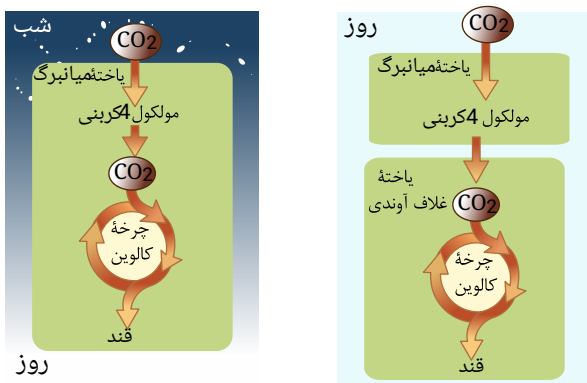 روز
CO2
یاختهٔ میانبرگ
مولکول 4کربنی
یاختهٔ
غلاف آوندی
CO2
چرخهٔ
کالوین
قند
شب
CO2
یاختهٔ میانبرگ
مولکول 4کربنی
CO2
چرخهٔ
کالوین
قند
روز